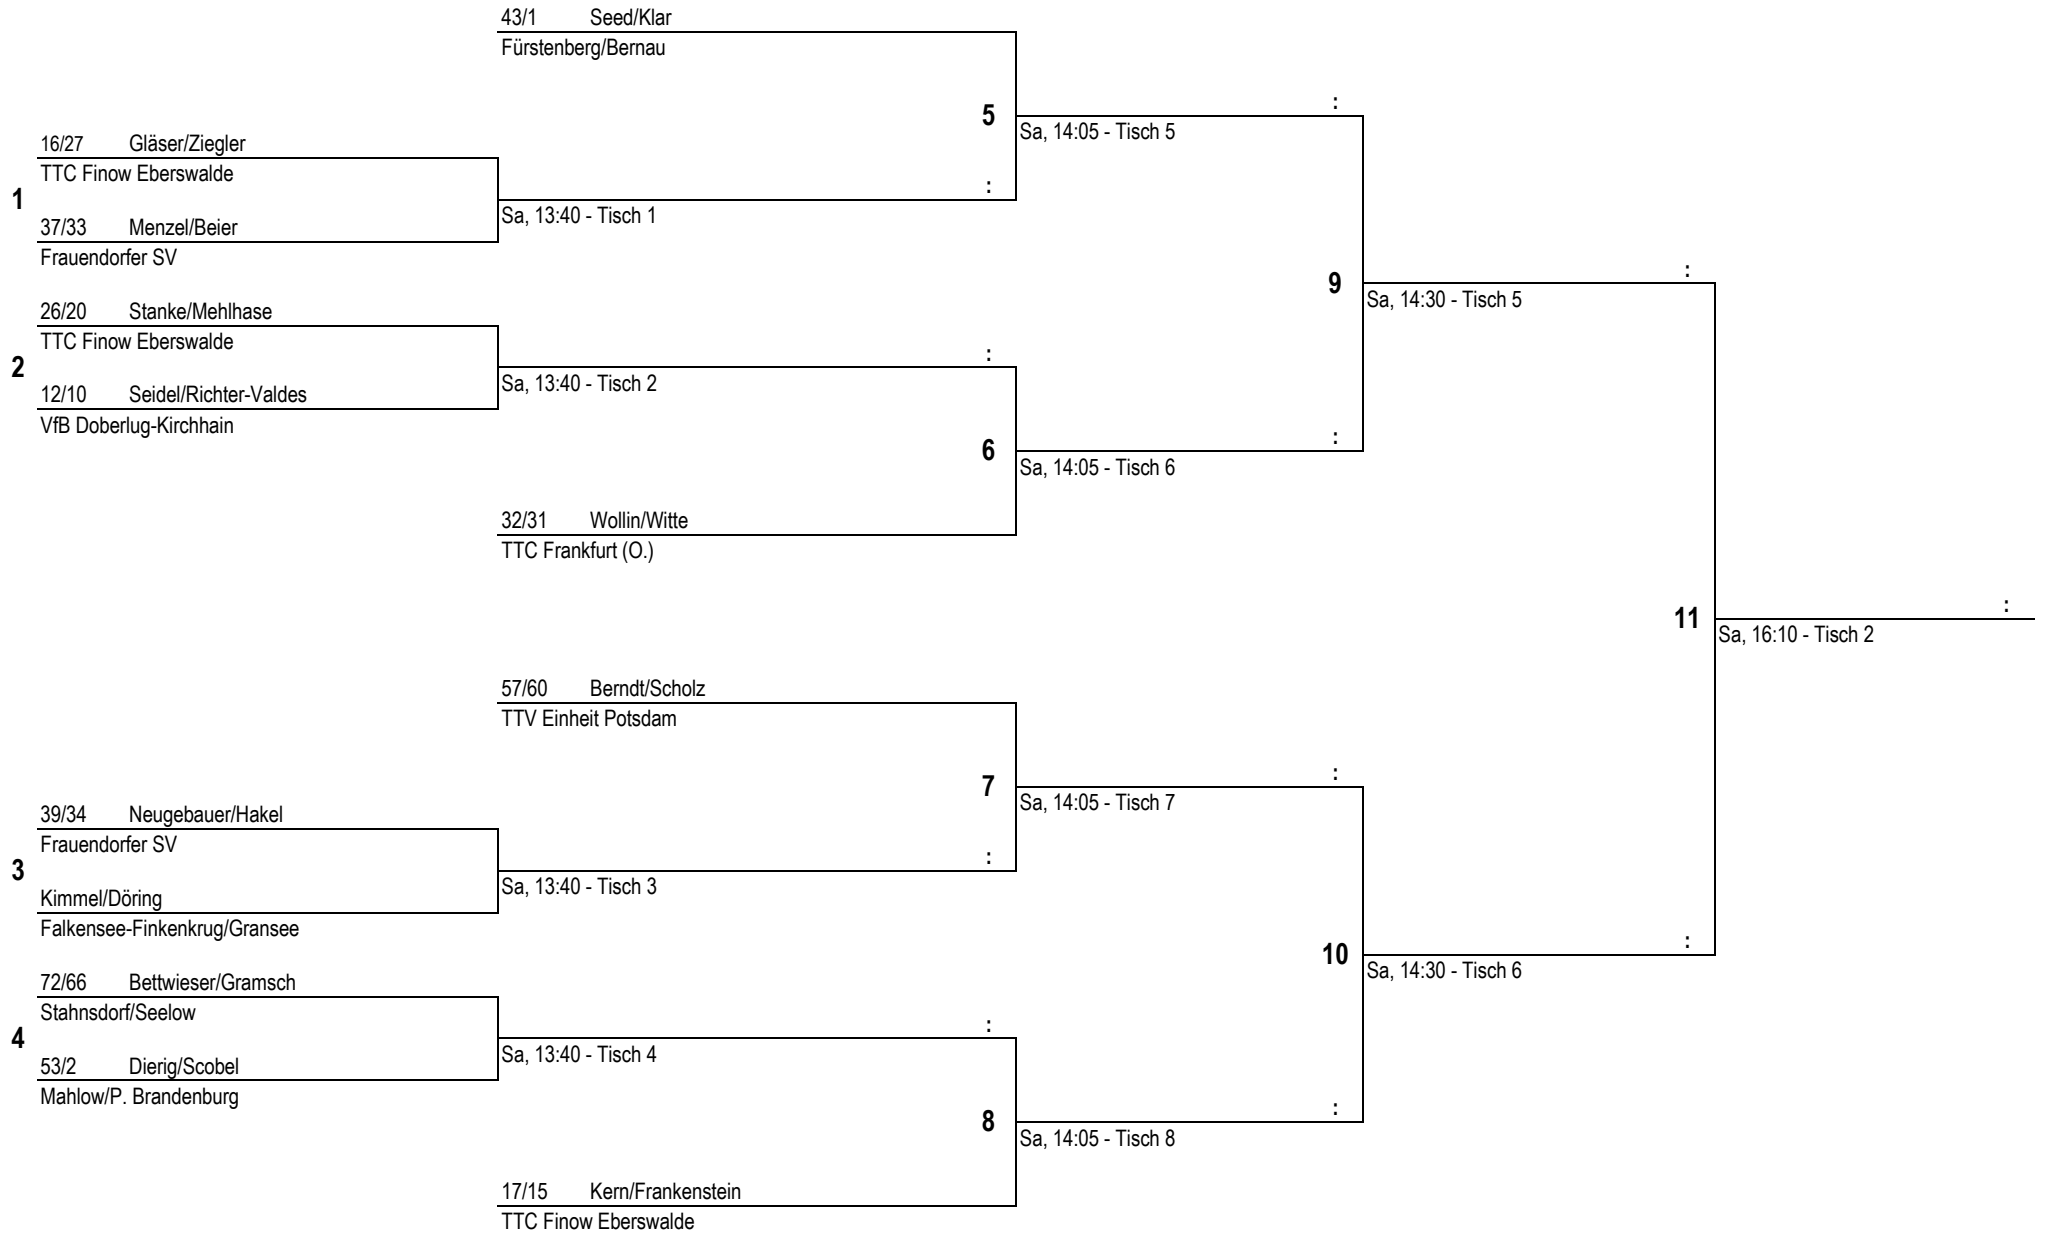 43/1 Seed/Klar
Fürstenberg/Bernau
:
5
Sa, 14:05 - Tisch 5
16/27 Gläser/Ziegler
TTC Finow Eberswalde
1
:
Sa, 13:40 - Tisch 1
37/33 Menzel/Beier
Frauendorfer SV
:
9
Sa, 14:30 - Tisch 5
26/20 Stanke/Mehlhase
TTC Finow Eberswalde
2
:
Sa, 13:40 - Tisch 2
12/10 Seidel/Richter-Valdes
VfB Doberlug-Kirchhain
:
6
Sa, 14:05 - Tisch 6
32/31 Wollin/Witte
TTC Frankfurt (O.)
:
11
Sa, 16:10 - Tisch 2
57/60 Berndt/Scholz
TTV Einheit Potsdam
:
7
Sa, 14:05 - Tisch 7
39/34 Neugebauer/Hakel
Frauendorfer SV
3
:
Sa, 13:40 - Tisch 3
Kimmel/Döring
Falkensee-Finkenkrug/Gransee
:
10
Sa, 14:30 - Tisch 6
72/66 Bettwieser/Gramsch
Stahnsdorf/Seelow
4
:
Sa, 13:40 - Tisch 4
53/2 Dierig/Scobel
Mahlow/P. Brandenburg
:
8
Sa, 14:05 - Tisch 8
17/15 Kern/Frankenstein
TTC Finow Eberswalde